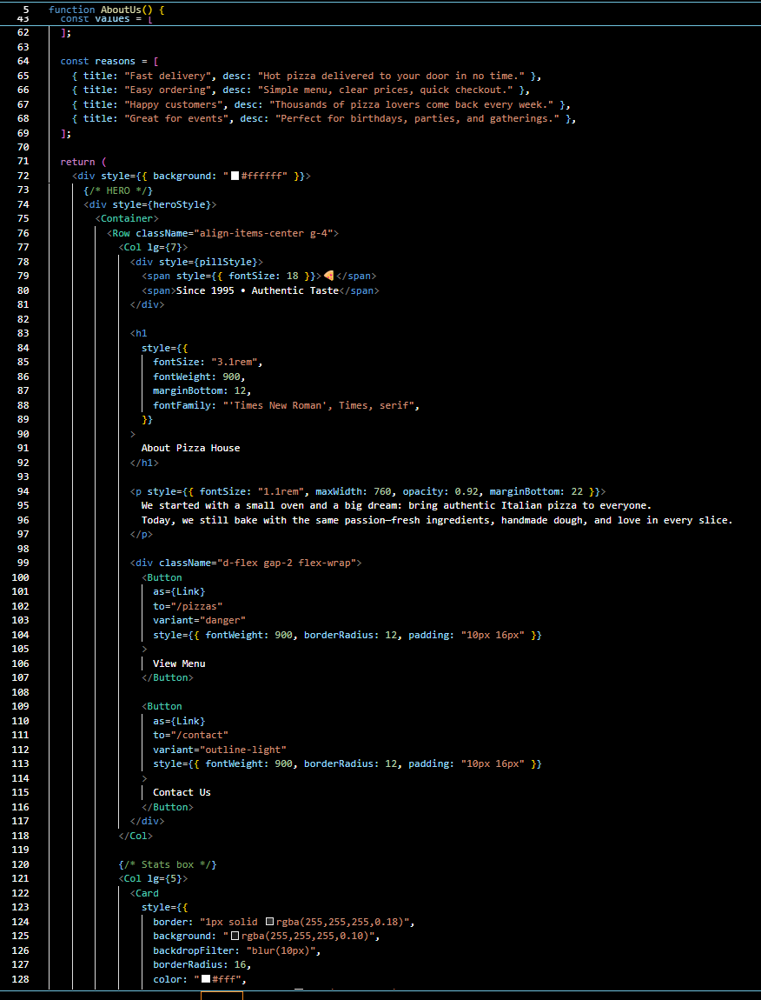 5 function AboutUs() {
43 const values = [
62 ];
63
64 const reasons = [
65 { title: "Fast delivery", desc: "Hot pizza delivered to your door in no time." },
66 { title: "Easy ordering", desc: "Simple menu, clear prices, quick checkout." },
67 { title: "Happy customers", desc: "Thousands of pizza lovers come back every week." },
68 { title: "Great for events", desc: "Perfect for birthdays, parties, and gatherings." },
69 ];
70
71 return (
72 <div style={{ background: "#ffffff" }}>
73 {/* HERO */}
74 <div style={heroStyle}>
75 <Container>
76 <Row className="align-items-center g-4">
77 <Col lg={7}>
78 <div style={pillStyle}>
79 <span style={{ fontSize: 18 }}>🍕</span>
80 <span>Since 1995 • Authentic Taste</span>
81 </div>
82
83 <h1
84 style={{
85 fontSize: "3.1rem",
86 fontWeight: 900,
87 marginBottom: 12,
88 fontFamily: "'Times New Roman', Times, serif",
89 }}
90 >
91 About Pizza House
92 </h1>
93
94 <p style={{ fontSize: "1.1rem", maxWidth: 760, opacity: 0.92, marginBottom: 22 }}>
95 We started with a small oven and a big dream: bring authentic Italian pizza to everyone.
96 Today, we still bake with the same passion—fresh ingredients, handmade dough, and love in every slice.
97 </p>
98
99 <div className="d-flex gap-2 flex-wrap">
100 <Button
101 as={Link}
102 to="/pizzas"
103 variant="danger"
104 style={{ fontWeight: 900, borderRadius: 12, padding: "10px 16px" }}
105 >
106 View Menu
107 </Button>
108
109 <Button
110 as={Link}
111 to="/contact"
112 variant="outline-light"
113 style={{ fontWeight: 900, borderRadius: 12, padding: "10px 16px" }}
114 >
115 Contact Us
116 </Button>
117 </div>
118 </Col>
119
120 {/* Stats box */}
121 <Col lg={5}>
122 <Card
123 style={{
124 border: "1px solid rgba(255,255,255,0.18)",
125 background: "rgba(255,255,255,0.10)",
126 backdropFilter: "blur(10px)",
127 borderRadius: 16,
128 color: "#fff",